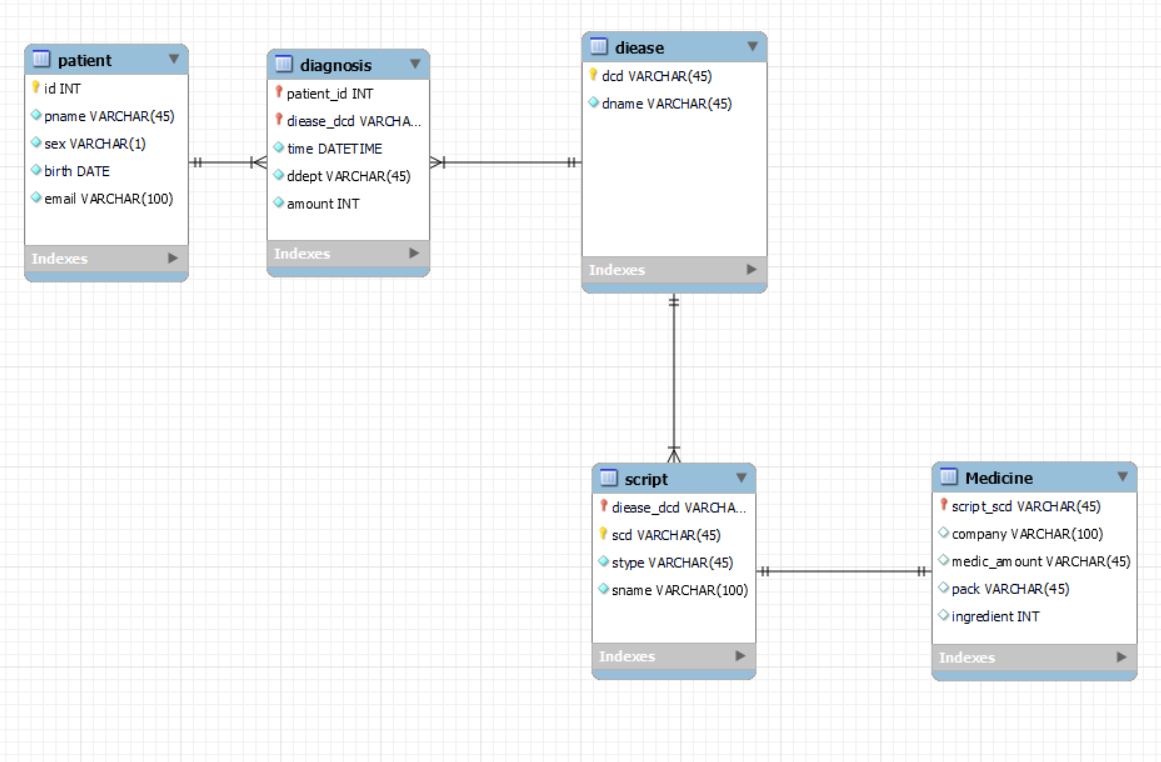 patient
id INT
pname VARCHAR(45)
sex VARCHAR(1)
birth DATE
email VARCHAR(100)
Indexes
diagnosis
patient_id INT
diease_dcd VARCHA...
time DATETIME
ddept VARCHAR(45)
amount INT
Indexes
diease
dcd VARCHAR(45)
dname VARCHAR(45)
Indexes
script
diease_dcd VARCHA...
scd VARCHAR(45)
stype VARCHAR(45)
sname VARCHAR(100)
Indexes
Medicine
script_scd VARCHAR(45)
company VARCHAR(100)
medic_amount VARCHAR(45)
pack VARCHAR(45)
ingredient INT
Indexes